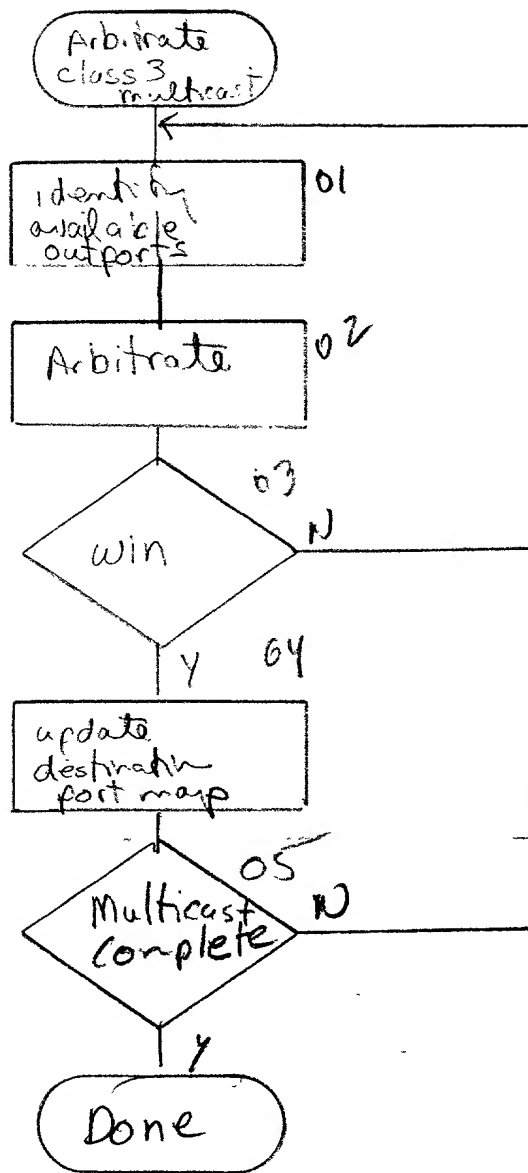 Arbitrate
class 3
multicast
identify
01
available
outports
Arbitrate
02
03
win
N
Y
04
update
destination
port map
05
Multicast
complete
N
Y
Done